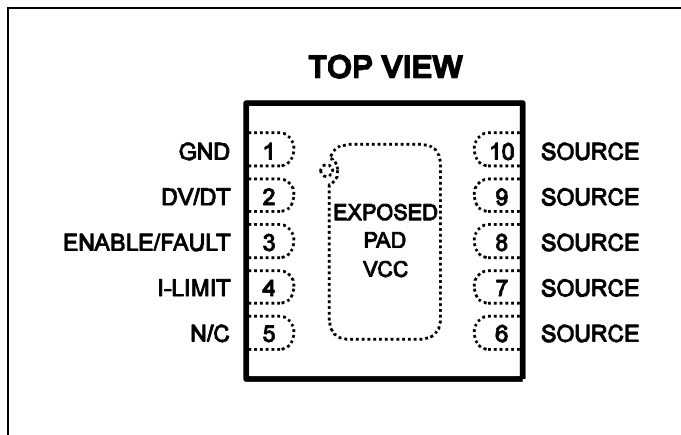 TOP VIEW
GND 1 10 SOURCE
DV/DT 2 9 SOURCE
EXPOSED
ENABLE/FAULT 3 PAD 8 SOURCE
VCC
I-LIMIT 4 7 SOURCE
N/C 5 6 SOURCE